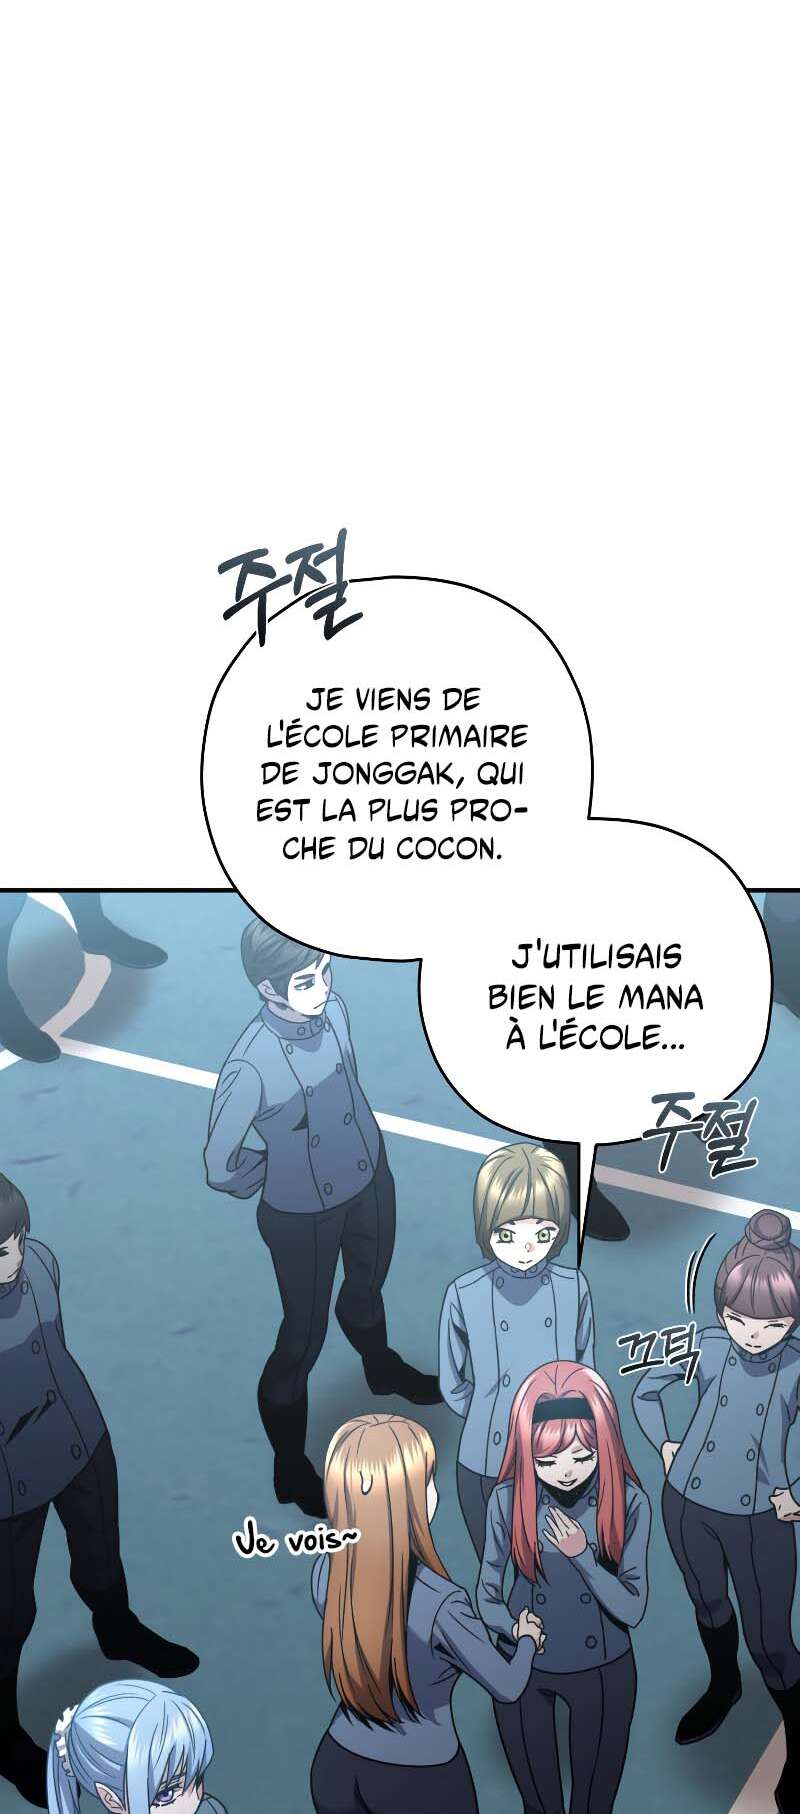 주절
JE VIENS DE
L'ÉCOLE PRIMAIRE
DE JONGGAK, QUI
EST LA PLUS PRO-
CHE DU COCON.
J'UTILISAIS
BIEN LE MANA
À L'ÉCOLE...
주절
끄덕
Je vois~